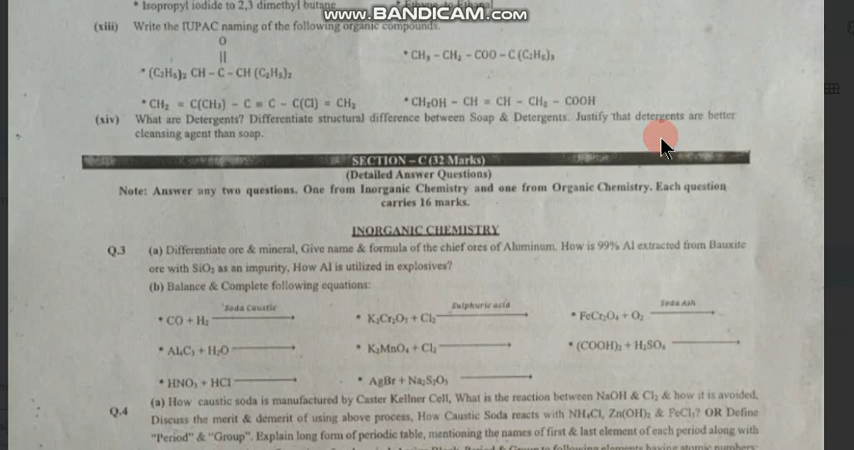 * Isopropyl iodide to 2,3 dimethyl butane
www.BANDICAM.com
(xiii) Write the IUPAC naming of the following organic compounds.
O
||
* (C₂H₅)₂ CH – C – CH (C₂H₅)₂
* CH₃ – CH₂ – COO – C (C₂H₅)₃
* CH₂ = C(CH₃) – C ≡ C – C(Cl) = CH₂
* CH₂OH – CH = CH – CH₂ – COOH
(xiv) What are Detergents? Differentiate structural difference between Soap & Detergents. Justify that detergents are better
cleansing agent than soap.
SECTION – C (32 Marks)
(Detailed Answer Questions)
Note: Answer any two questions. One from Inorganic Chemistry and one from Organic Chemistry. Each question
carries 16 marks.
INORGANIC CHEMISTRY
Q.3 (a) Differentiate ore & mineral, Give name & formula of the chief ores of Aluminum. How is 99% Al extracted from Bauxite
ore with SiO₂ as an impurity, How Al is utilized in explosives?
(b) Balance & Complete following equations:
Soda Caustic
Sulphuric acid
Soda Ash
* CO + H₂
* K₂Cr₂O₇ + Cl₂
* FeCr₂O₄ + O₂
* Al₄C₃ + H₂O
* K₂MnO₄ + Cl₂
* (COOH)₂ + H₂SO₄
* HNO₃ + HCl
* AgBr + Na₂S₂O₃
Q.4 (a) How caustic soda is manufactured by Caster Kellner Cell, What is the reaction between NaOH & Cl₂ & how it is avoided,
Discuss the merit & demerit of using above process, How Caustic Soda reacts with NH₄Cl, Zn(OH)₂ & FeCl₃? OR Define
"Period" & "Group". Explain long form of periodic table, mentioning the names of first & last element of each period along with